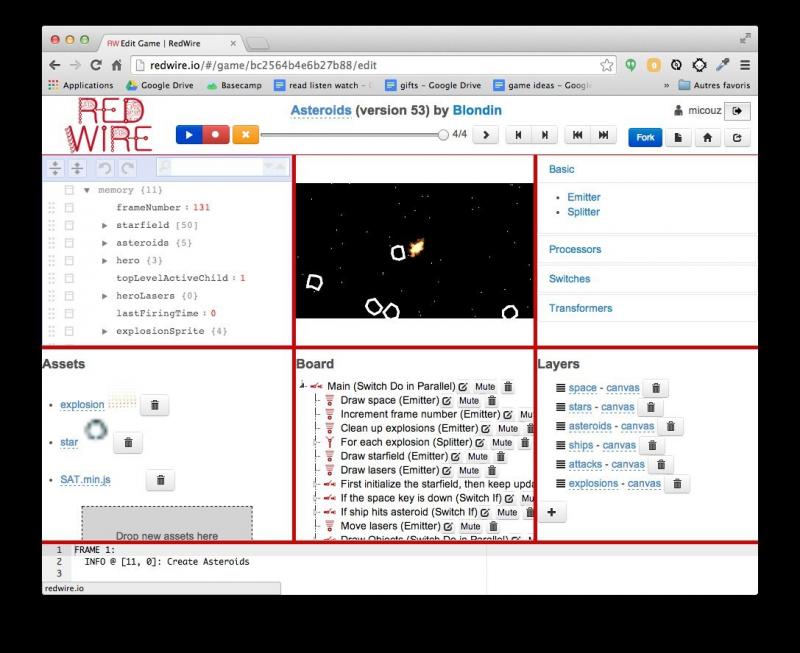 RW Edit Game | RedWire
redwire.io/#/game/bc2564b4e6b27b88/edit
Applications Google Drive Basecamp read listen watch - gifts - Google Drive game ideas - Google » Autres favoris
RED
WIRE
Asteroids (version 53) by Blondin
micouz
4/4
Fork
memory {11}
frameNumber : 131
starfield [50]
asteroids {5}
hero {3}
topLevelActiveChild : 1
heroLasers {0}
lastFiringTime : 0
explosionSprite {4}
Basic
Emitter
Splitter
Processors
Switches
Transformers
Assets
explosion
star
SAT.min.js
Drop new assets here
Board
Main (Switch Do in Parallel) Mute
Draw space (Emitter) Mute
Increment frame number (Emitter) Mute
Clean up explosions (Emitter) Mute
For each explosion (Splitter) Mute
Draw starfield (Emitter) Mute
Draw lasers (Emitter) Mute
First initialize the starfield, then keep upda
If the space key is down (Switch If) Mute
If ship hits asteroid (Switch If) Mute
Move lasers (Emitter) Mute
Draw Objects (Switch Do in Parallel) Mute
Layers
space - canvas
stars - canvas
asteroids - canvas
ships - canvas
attacks - canvas
explosions - canvas
1 FRAME 1:
2 INFO @ [11, 0]: Create Asteroids
3
redwire.io